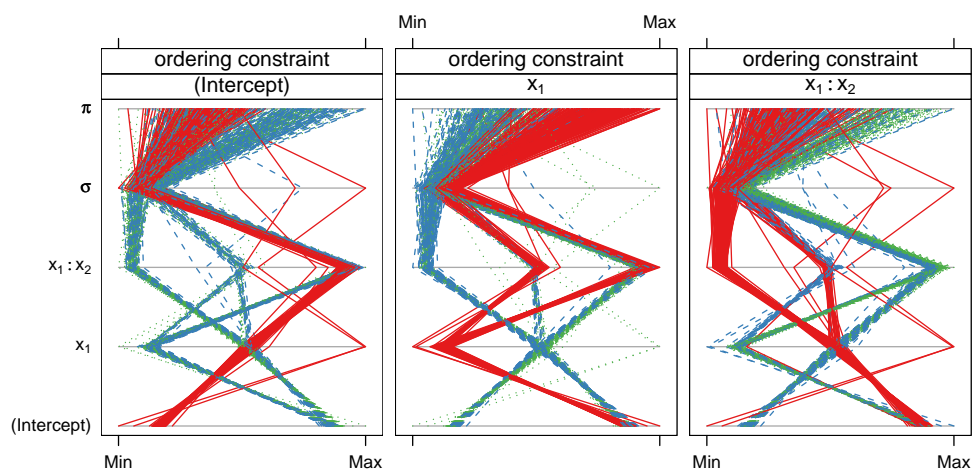 Min Max
ordering constraint ordering constraint ordering constraint
(Intercept) x₁ x₁ : x₂
π
σ
x₁ : x₂
x₁
(Intercept)
Min Max Min Max